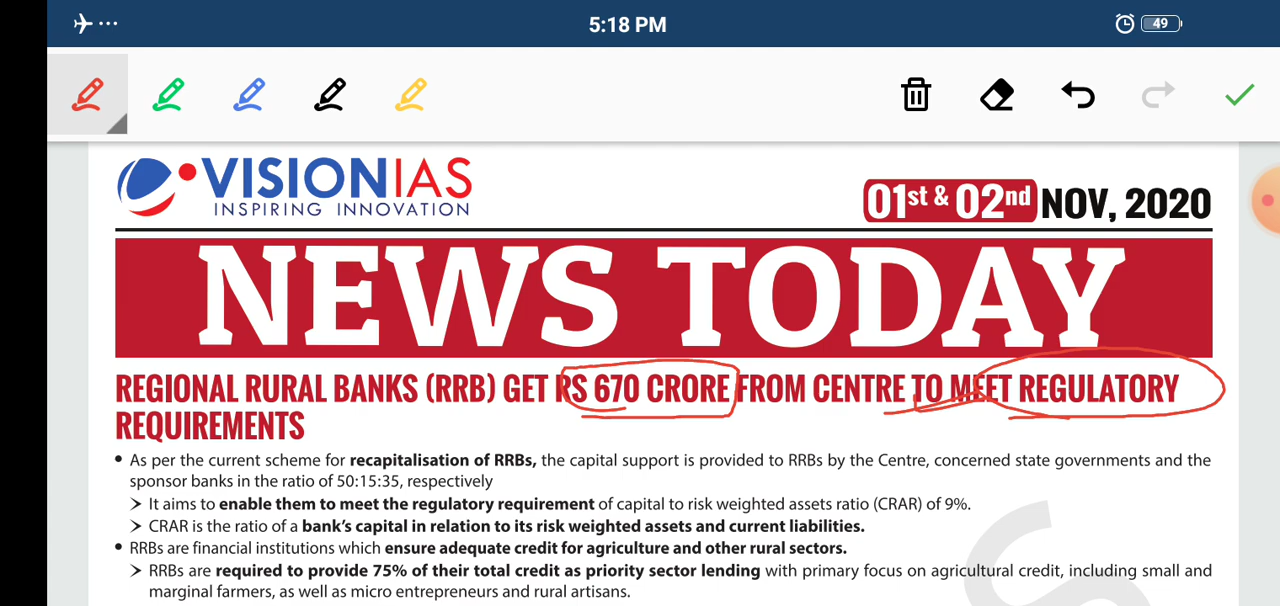 5:18 PM
49
VISIONIAS
INSPIRING INNOVATION
01st & 02nd NOV, 2020
NEWS TODAY
REGIONAL RURAL BANKS (RRB) GET RS 670 CRORE FROM CENTRE TO MEET REGULATORY
REQUIREMENTS
• As per the current scheme for recapitalisation of RRBs, the capital support is provided to RRBs by the Centre, concerned state governments and the
sponsor banks in the ratio of 50:15:35, respectively
➤ It aims to enable them to meet the regulatory requirement of capital to risk weighted assets ratio (CRAR) of 9%.
➤ CRAR is the ratio of a bank's capital in relation to its risk weighted assets and current liabilities.
• RRBs are financial institutions which ensure adequate credit for agriculture and other rural sectors.
➤ RRBs are required to provide 75% of their total credit as priority sector lending with primary focus on agricultural credit, including small and
marginal farmers, as well as micro entrepreneurs and rural artisans.